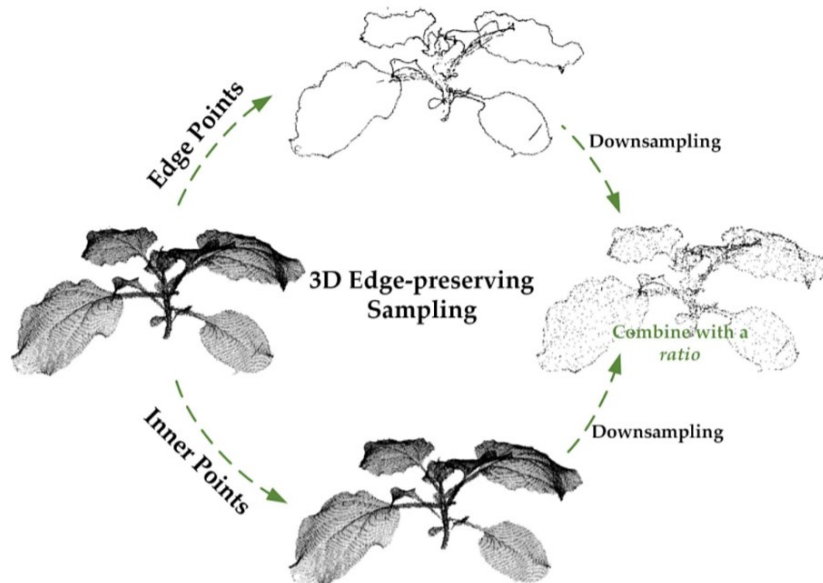 Edge Points
Downsampling
3D Edge-preserving
Sampling
Combine with a
ratio
Inner Points
Downsampling